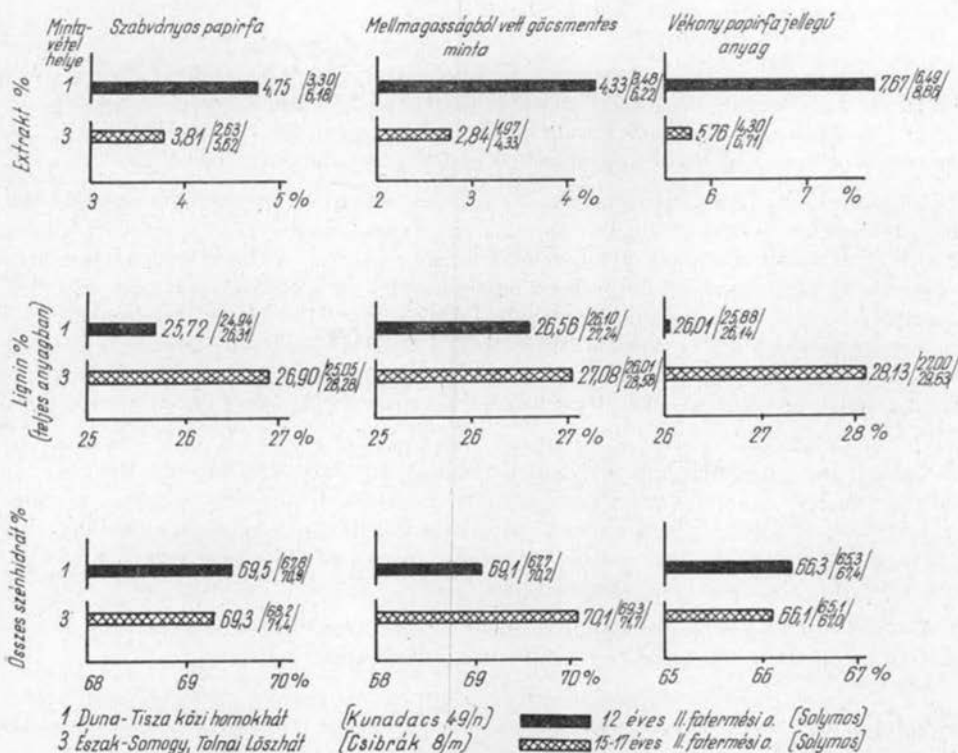 Minta-
vétel
helye
Szabványos papírfa
Mellmagasságból vett göcsmentes
minta
Vékony papírfa jellegű
anyag
Extrakt %
1
4,75 /3,30 6,18/
4,33 /3,48 6,72/
7,67 /6,49 8,86/
3
3,81 /2,63 5,62/
2,84 /1,97 4,33/
5,76 /4,30 6,71/
3 4 5 %
2 3 4 %
6 7 %
Lignin %
(teljes anyagban)
1
25,72 /24,94 26,31/
26,56 /26,10 27,24/
26,01 /25,88 26,14/
3
26,90 /25,05 28,28/
27,08 /26,01 28,58/
28,13 /27,00 29,53/
25 26 27 %
25 26 27 %
26 27 28 %
Összes szénhidrát %
1
69,5 /67,6 70,9/
69,1 /67,7 70,2/
66,3 /65,3 67,4/
3
69,3 /68,2 71,4/
70,1 /69,3 71,7/
66,1 /65,1 67,0/
68 69 70 %
68 69 70 %
65 66 67 %
1 Duna-Tisza közi homokhát [Kunadacs 49/n] 12 éves II. fatermési o. [Solymos]
3 Észak-Somogy, Tolnai Löszhát [Csibrák 8/m] 15-17 éves II. fatermési o. [Solymos]